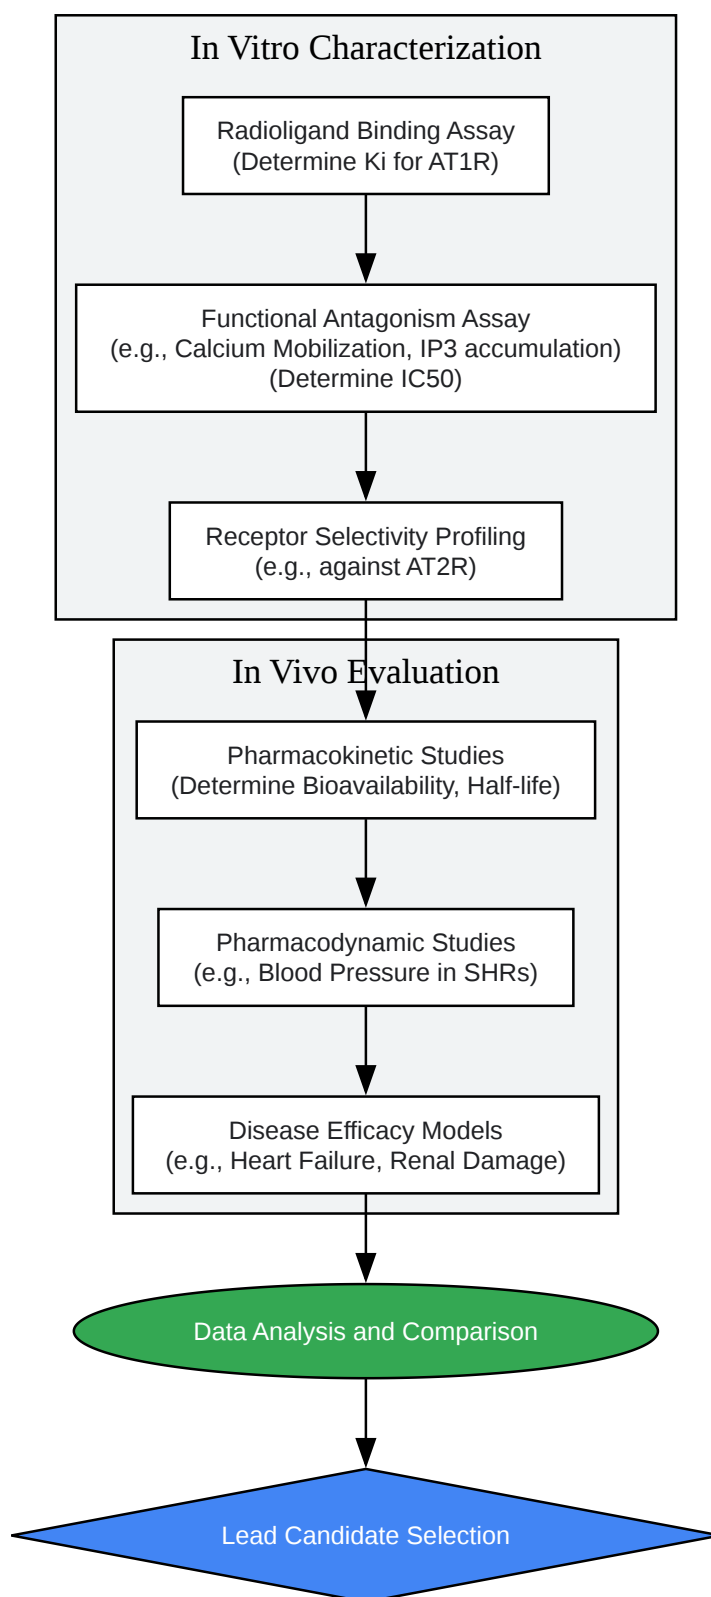 In Vitro Characterization
Radioligand Binding Assay
(Determine Ki for AT1R)
Functional Antagonism Assay
(e.g., Calcium Mobilization, IP3 accumulation)
(Determine IC50)
Receptor Selectivity Profiling
(e.g., against AT2R)
In Vivo Evaluation
Pharmacokinetic Studies
(Determine Bioavailability, Half-life)
Pharmacodynamic Studies
(e.g., Blood Pressure in SHRs)
Disease Efficacy Models
(e.g., Heart Failure, Renal Damage)
Data Analysis and Comparison
Lead Candidate Selection